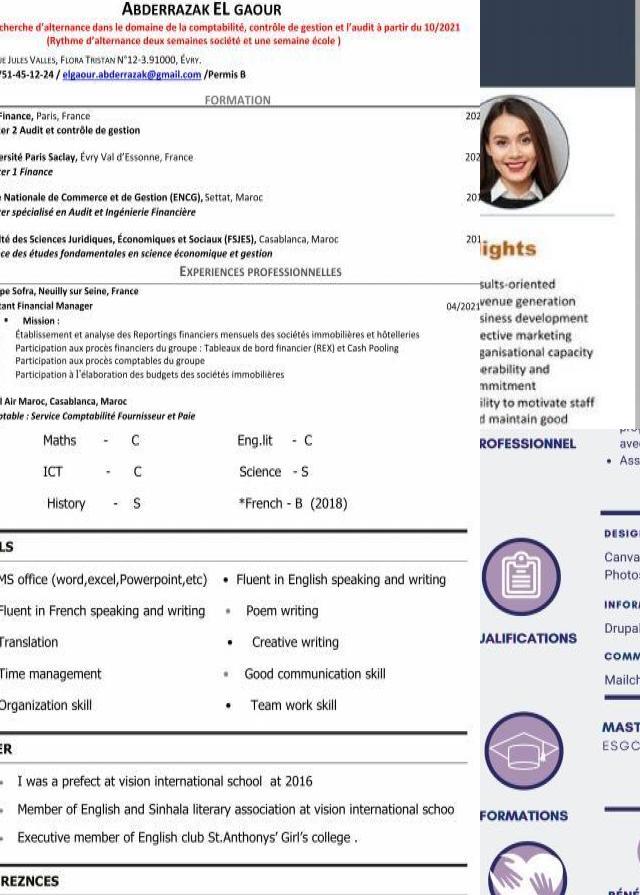 ABDERRAZAK EL GAOUR
cherche d'alternance dans le domaine de la comptabilité, contrôle de gestion et l'audit à partir du 10/2021
(Rythme d'alternance deux semaines société et une semaine école )
JULES VALLES, FLORA TRISTAN N°12-3.91000, ÉVRY.
751-45-12-24 / elgaour.abderrazak@gmail.com /Permis B
FORMATION
Finance, Paris, France
202
er 2 Audit et contrôle de gestion
ersité Paris Saclay, Évry Val d'Essonne, France
202
er 1 Finance
Nationale de Commerce et de Gestion (ENCG), Settat, Maroc
er spécialisé en Audit et Ingénierie Financière
té des Sciences Juridiques, Économiques et Sociaux (FSJES), Casablanca, Maroc
201
ce des études fondamentales en science économique et gestion
EXPERIENCES PROFESSIONNELLES
pe Sofra, Neuilly sur Seine, France
tant Financial Manager
04/2021
• Mission :
Établissement et analyse des Reportings financiers mensuels des sociétés immobilières et hôtelleries
Participation aux procès financiers du groupe : Tableaux de bord financier (REX) et Cash Pooling
Participation aux procès comptables du groupe
Participation à l'élaboration des budgets des sociétés immobilières
l Air Maroc, Casablanca, Maroc
ptable : Service Comptabilité Fournisseur et Paie
Maths - C Eng.lit - C
ICT - C Science - S
History - S *French - B (2018)
LS
MS office (word,excel,Powerpoint,etc) • Fluent in English speaking and writing
Fluent in French speaking and writing • Poem writing
Translation • Creative writing
Time management • Good communication skill
Organization skill • Team work skill
ER
I was a prefect at vision international school at 2016
Member of English and Sinhala literary association at vision international schoo
Executive member of English club St.Anthonys' Girl's college .
REZNCES
ights
sults-oriented
venue generation
siness development
ective marketing
ganisational capacity
erability and
mmitment
ility to motivate staff
d maintain good
ROFESSIONNEL
ave
• Ass
DESIG
Canva
Photos
INFOR
Drupal
UALIFICATIONS
COMM
Mailch
MAST
ESGC
FORMATIONS